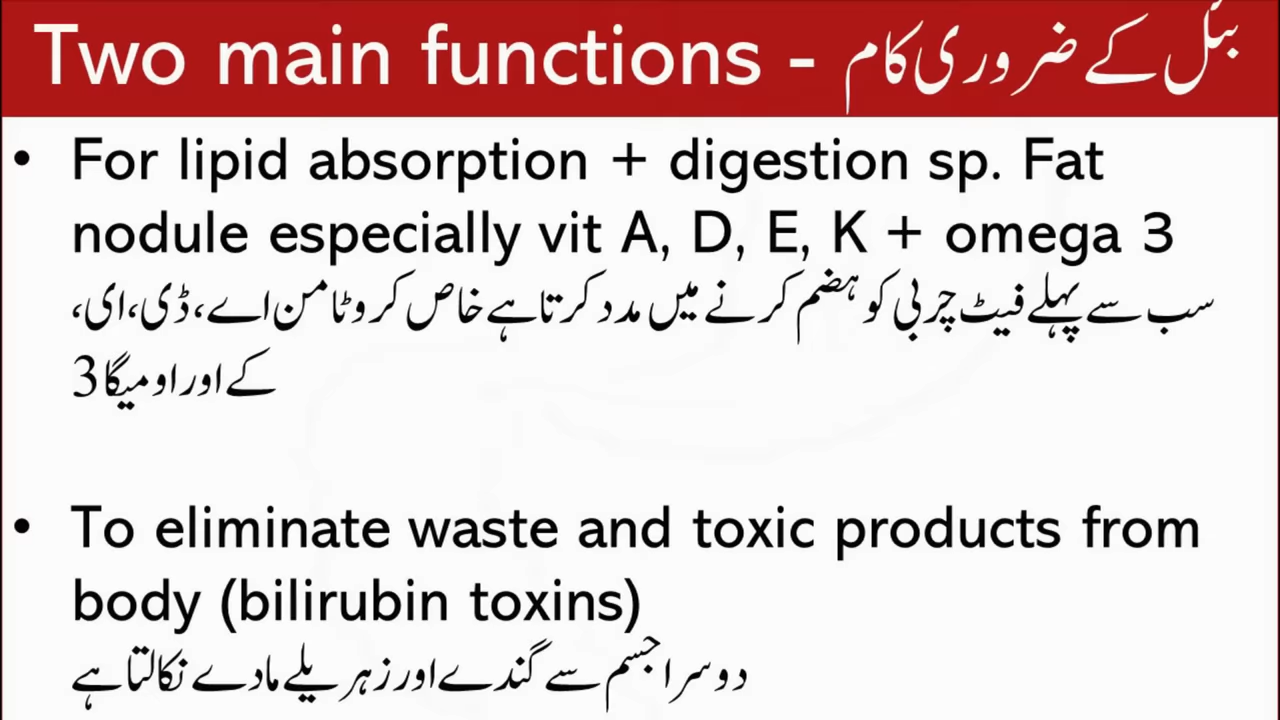 Two main functions - بئل کے ضروری کام
• For lipid absorption + digestion sp. Fat
nodule especially vit A, D, E, K + omega 3
سب سے پہلے فیٹ چربی کو ہضم کرنے میں مدد کرتا ہے خاص کر وٹامن اے، ڈی، ای،
کے اور اومیگا 3
• To eliminate waste and toxic products from
body (bilirubin toxins)
دوسرا جسم سے گندے اور زہریلے مادے نکالتا ہے